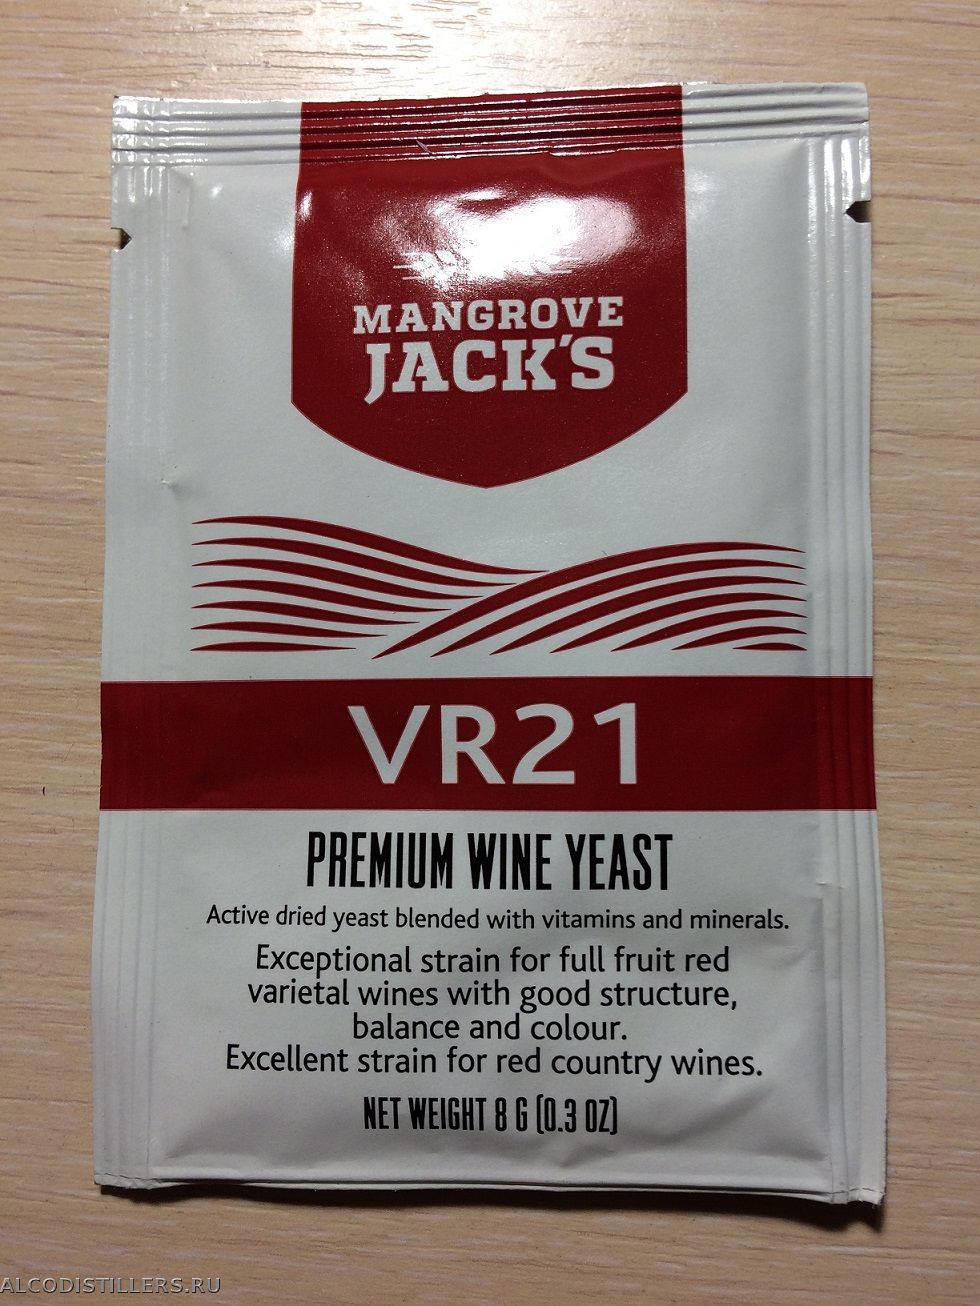 MANGROVE
JACK'S
VR21
PREMIUM WINE YEAST
Active dried yeast blended with vitamins and minerals.
Exceptional strain for full fruit red
varietal wines with good structure,
balance and colour.
Excellent strain for red country wines.
NET WEIGHT 8 G (0.3 OZ)
ALCODISTILLERS.RU